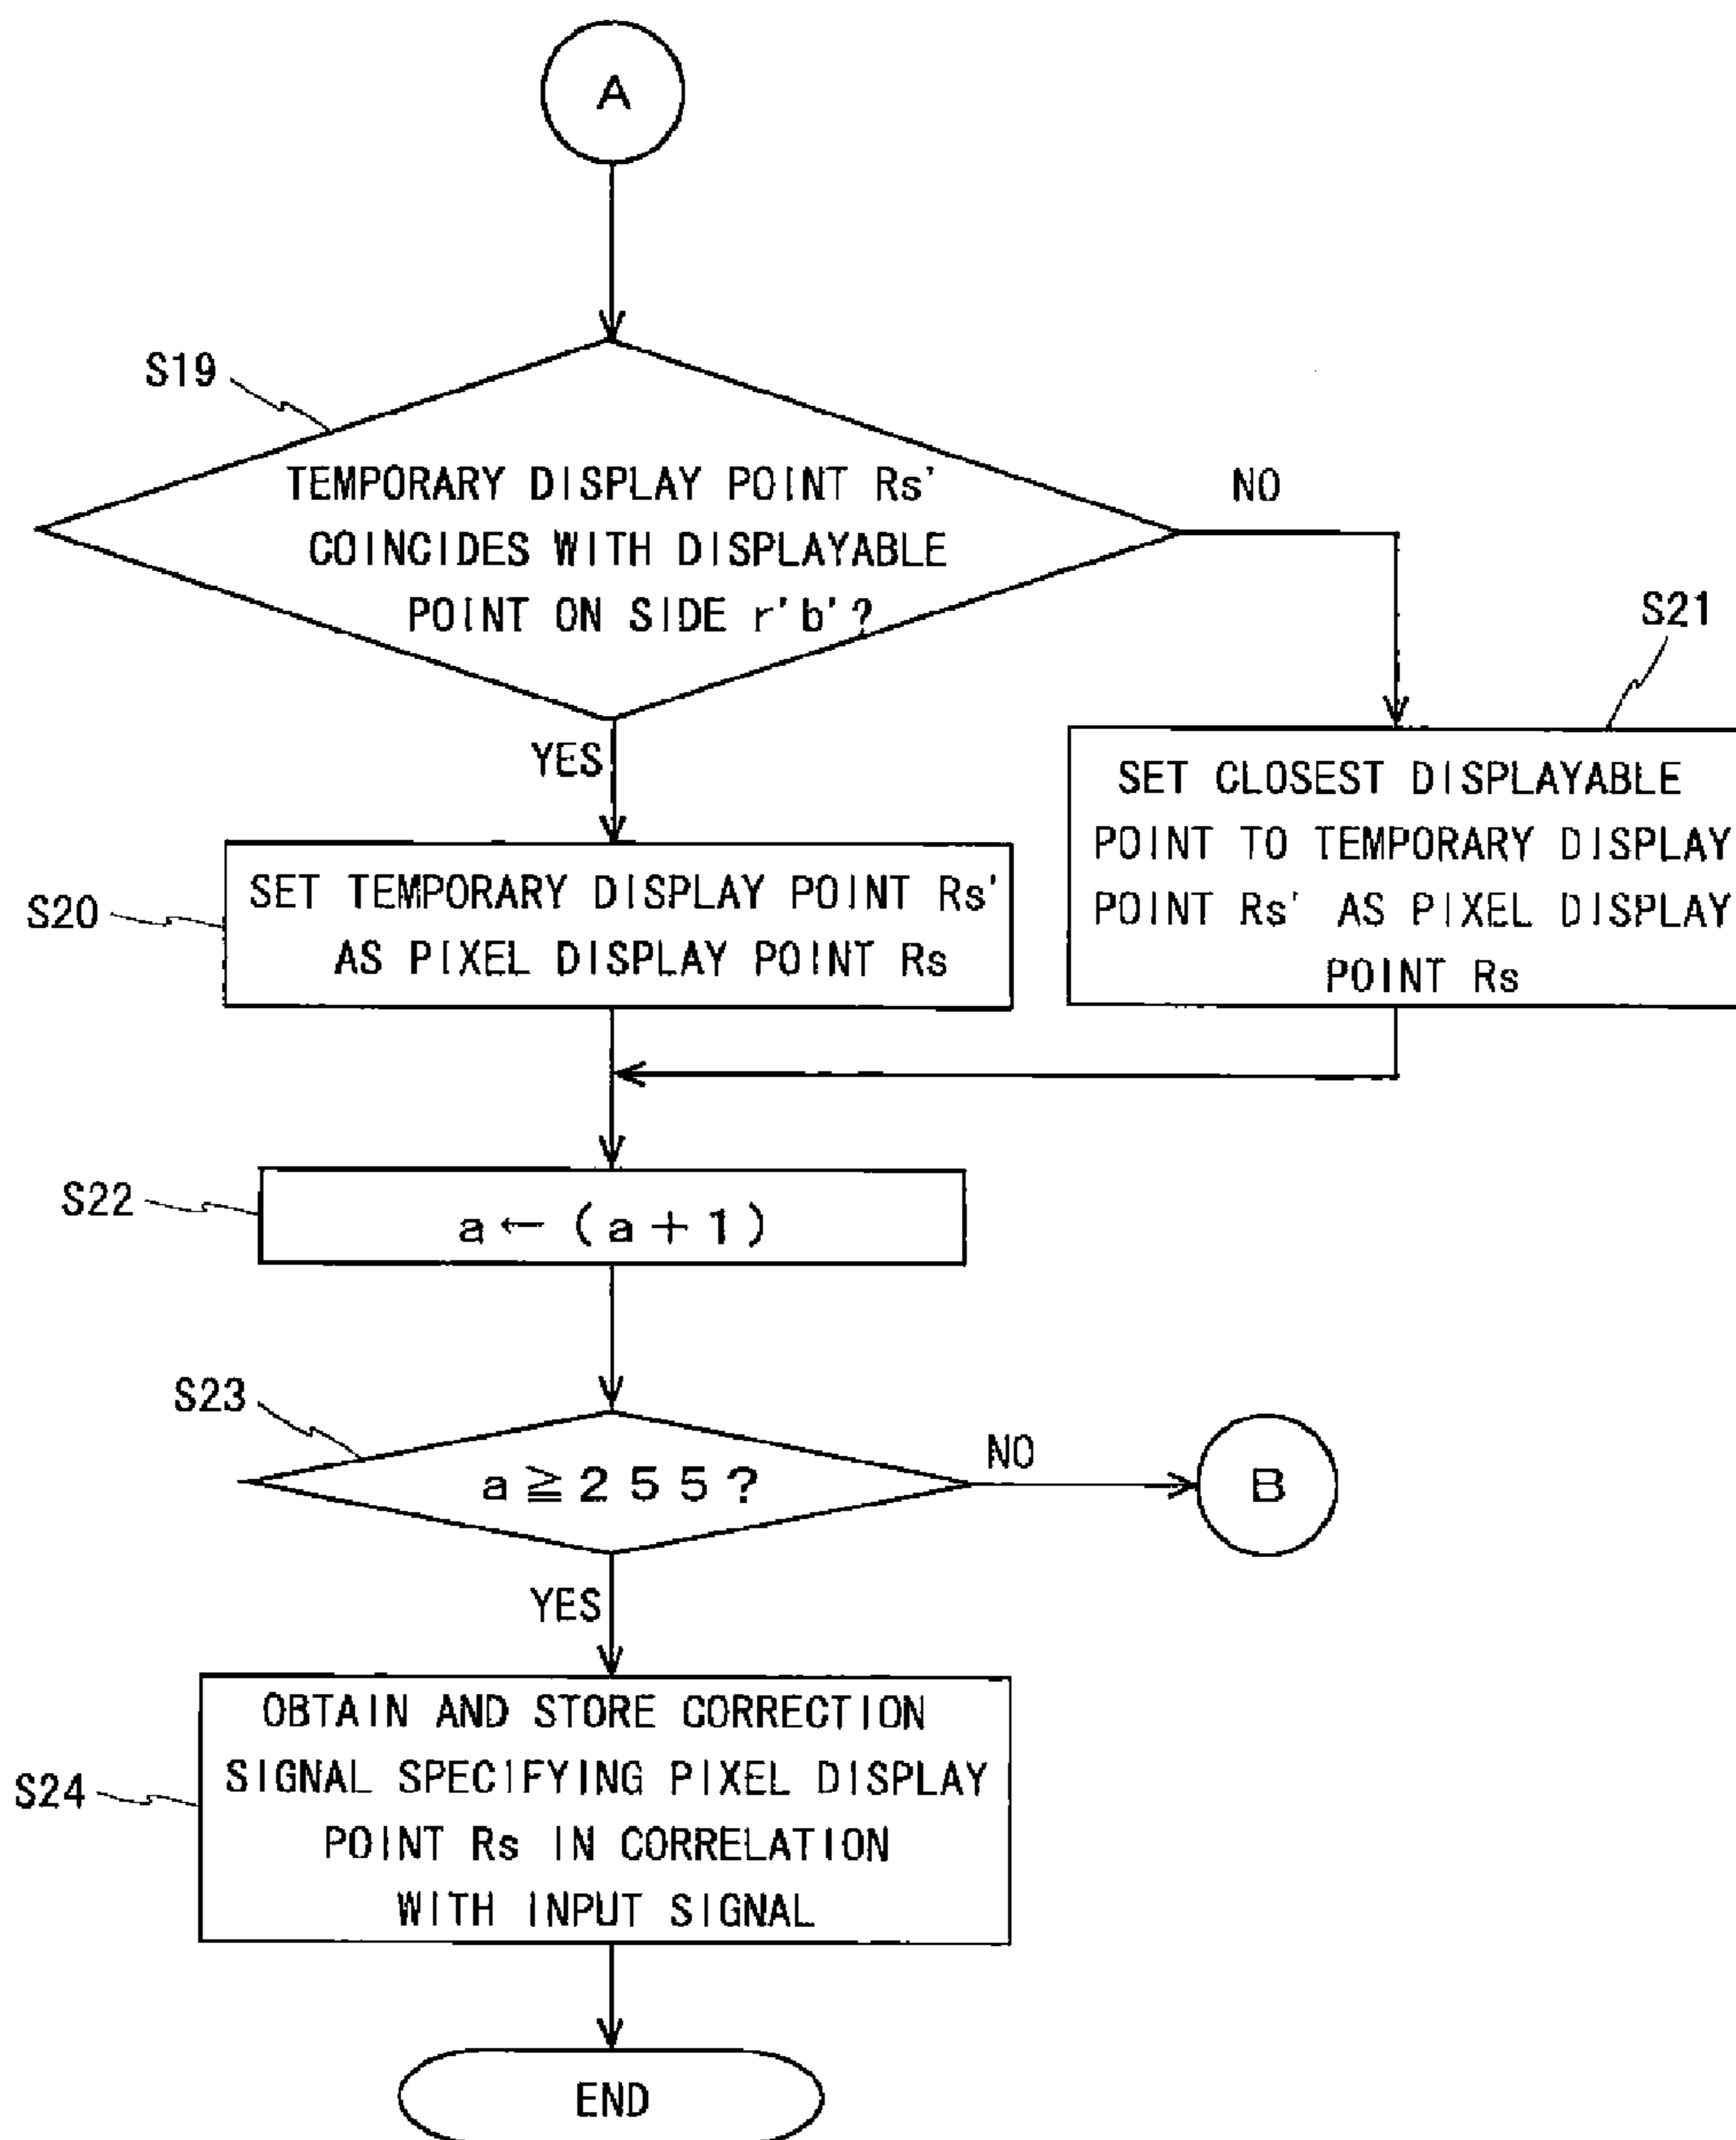 A
S19
TEMPORARY DISPLAY POINT Rs'
COINCIDES WITH DISPLAYABLE
POINT ON SIDE r'b'?
NO
YES
S21
SET CLOSEST DISPLAYABLE
POINT TO TEMPORARY DISPLAY
POINT Rs' AS PIXEL DISPLAY
POINT Rs
S20
SET TEMPORARY DISPLAY POINT Rs'
AS PIXEL DISPLAY POINT Rs
S22
a←(a+1)
S23
a≧255?
NO
B
YES
S24
OBTAIN AND STORE CORRECTION
SIGNAL SPECIFYING PIXEL DISPLAY
POINT Rs IN CORRELATION
WITH INPUT SIGNAL
END